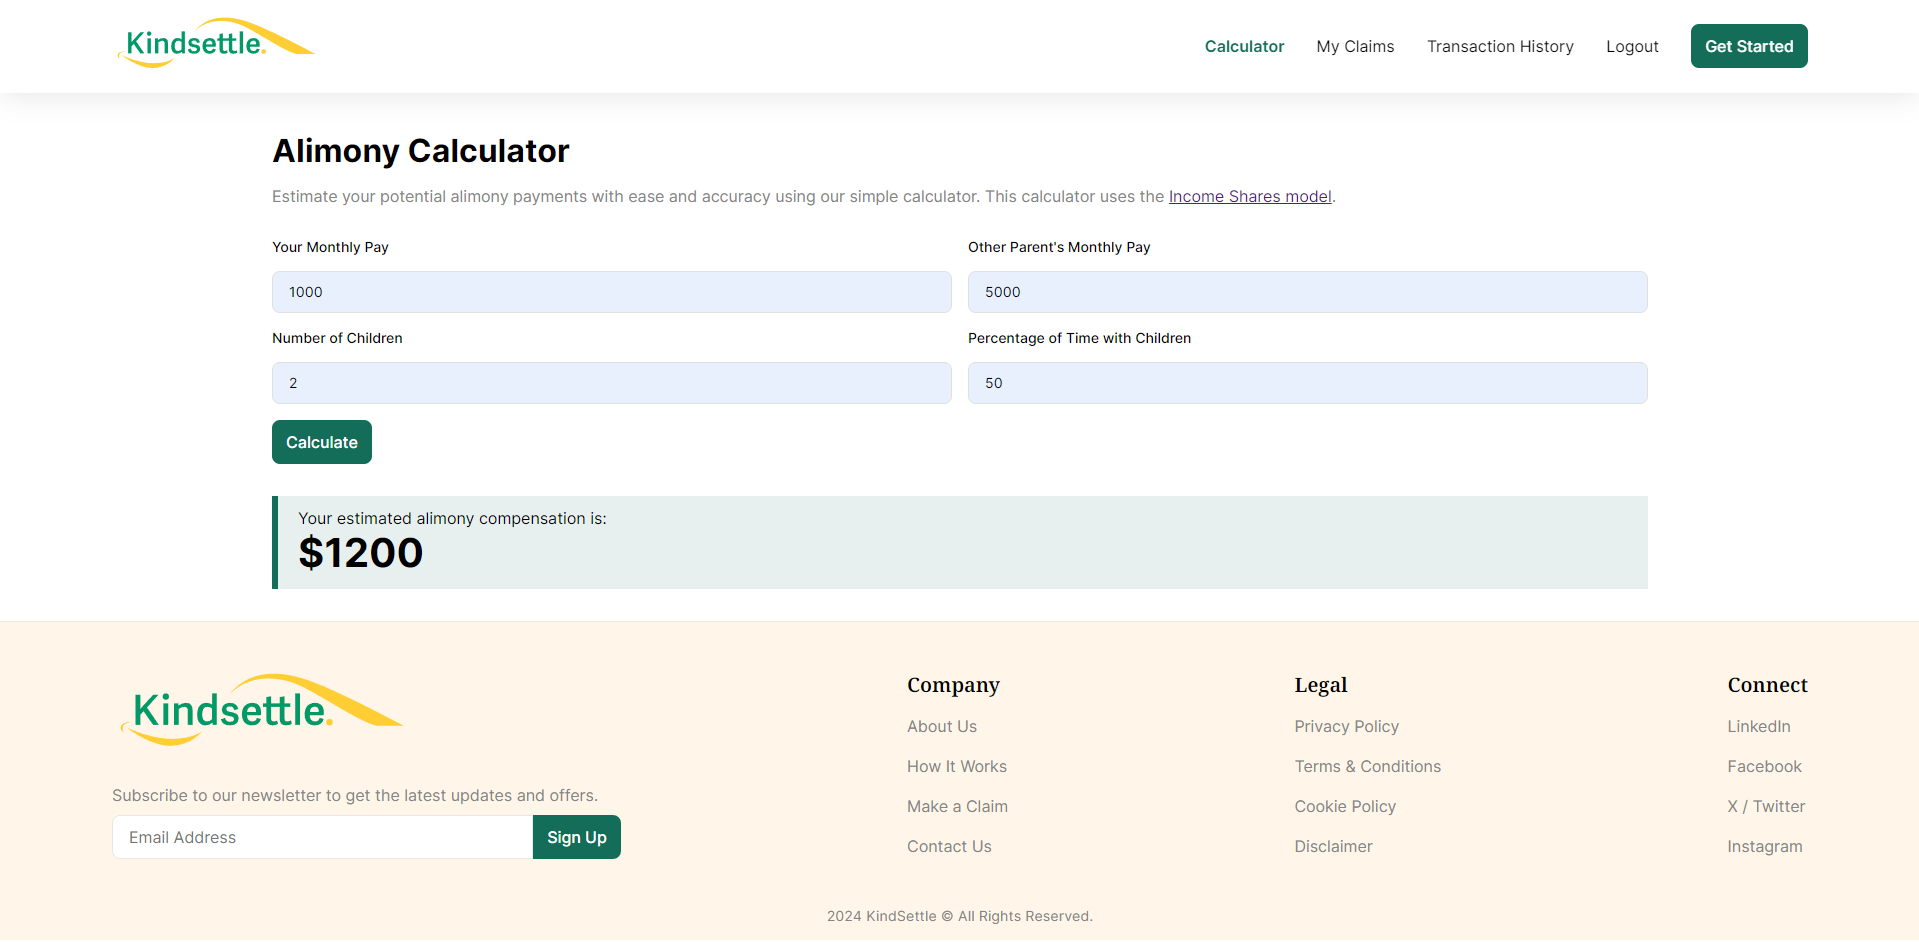 Kindsettle.
Calculator
My Claims
Transaction History
Logout
Get Started
Alimony Calculator
Estimate your potential alimony payments with ease and accuracy using our simple calculator. This calculator uses the Income Shares model.
Your Monthly Pay
Other Parent's Monthly Pay
1000
5000
Number of Children
Percentage of Time with Children
2
50
Calculate
Your estimated alimony compensation is:
$1200
Kindsettle.
Subscribe to our newsletter to get the latest updates and offers.
Email Address
Sign Up
Company
About Us
How It Works
Make a Claim
Contact Us
Legal
Privacy Policy
Terms & Conditions
Cookie Policy
Disclaimer
Connect
LinkedIn
Facebook
X / Twitter
Instagram
2024 KindSettle © All Rights Reserved.